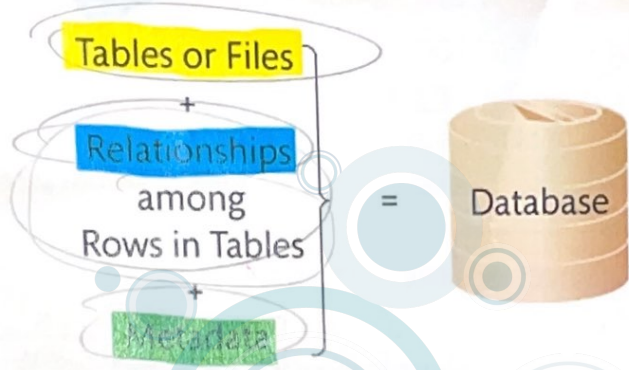 Tables or Files
+
Relationships
among
Rows in Tables
+
Metadata
=
Database